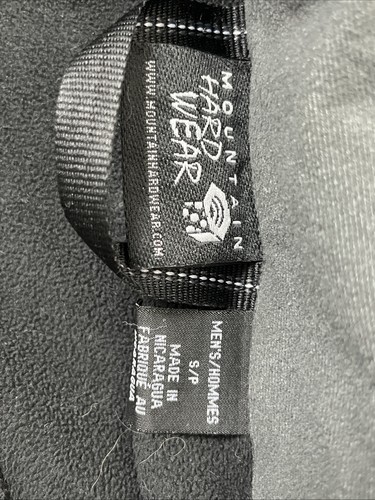 MOUNTAIN
HARD
WEAR
WWW.MOUNTAINHARDWEAR.COM
MEN'S/HOMMES
S/P
MADE IN
NICARAGUA
FABRIQUÉ AU